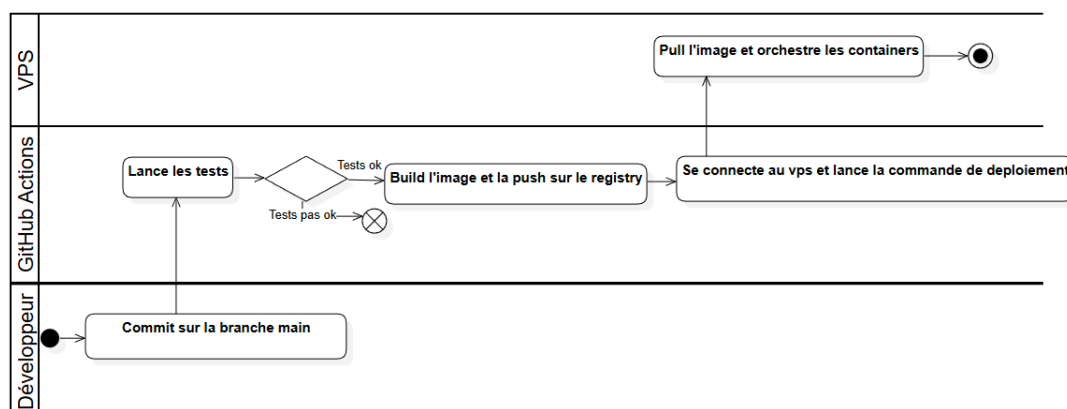 VPS
Pull l'image et orchestre les containers
GitHub Actions
Lance les tests
Tests ok
Tests pas ok
Build l'image et la push sur le registry
Se connecte au vps et lance la commande de deploiement
Développeur
Commit sur la branche main